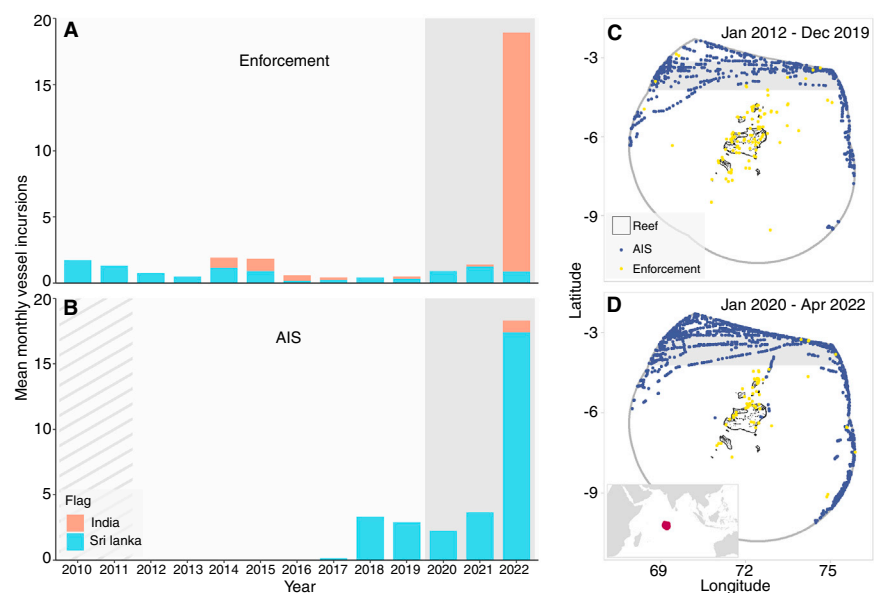 A
Enforcement
Mean monthly vessel incursions
20
15
10
5
0
B
AIS
20
15
10
5
0
Flag
India
Sri lanka
2010 2011 2012 2013 2014 2015 2016 2017 2018 2019 2020 2021 2022
Year
C
Jan 2012 - Dec 2019
Latitude
-3
-6
-9
Reef
AIS
Enforcement
D
Jan 2020 - Apr 2022
-3
-6
-9
69 72 75
Longitude